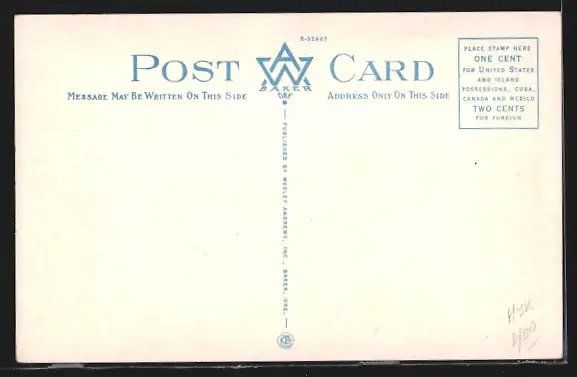 R-52467
POST CARD
AW
BAKER
ORE
MESSAGE MAY BE WRITTEN ON THIS SIDE
ADDRESS ONLY ON THIS SIDE
PLACE STAMP HERE
ONE CENT
FOR UNITED STATES
AND ISLAND
POSSESSIONS, CUBA,
CANADA AND MEXICO
TWO CENTS
FOR FOREIGN
— PUBLISHED BY WESLEY ANDREWS, INC., BAKER, ORE. —
400